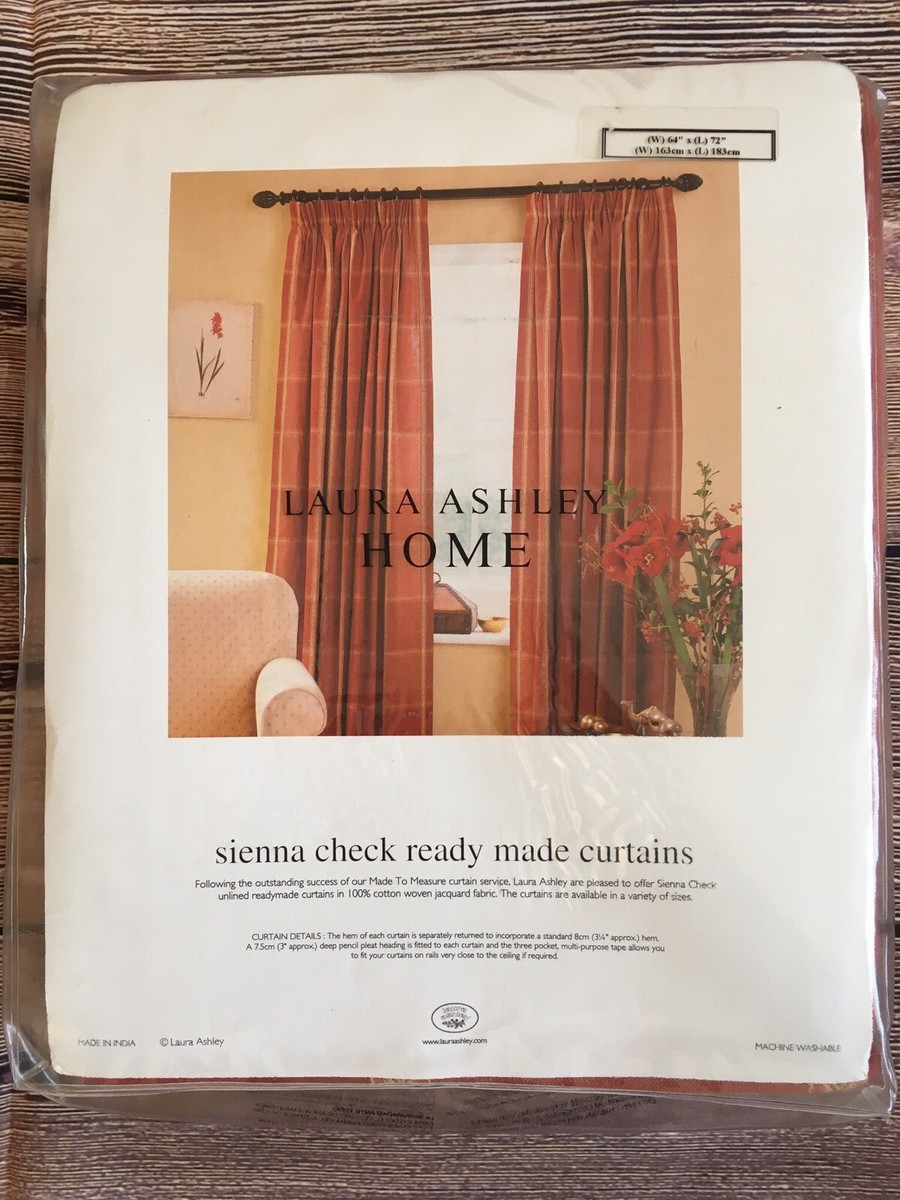 (W) 64" x (L) 72"
(W) 163cm x (L) 183cm
LAURA ASHLEY
HOME
sienna check ready made curtains
Following the outstanding success of our Made To Measure curtain service, Laura Ashley are pleased to offer Sienna Check
unlined readymade curtains in 100% cotton woven jacquard fabric. The curtains are available in a variety of sizes.
CURTAIN DETAILS : The hem of each curtain is separately returned to incorporate a standard 8cm (3¼" approx.) hem.
A 7.5cm (3" approx.) deep pencil pleat heading is fitted to each curtain and the three pocket, multi-purpose tape allows you
to fit your curtains on rails very close to the ceiling if required.
laura
ashley
www.lauraashley.com
MADE IN INDIA
© Laura Ashley
MACHINE WASHABLE